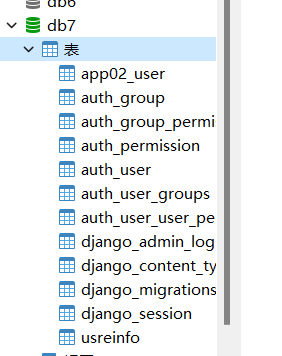 db6
db7
表
app02_user
auth_group
auth_group_permi
auth_permission
auth_user
auth_user_groups
auth_user_user_pe
django_admin_log
django_content_ty
django_migrations
django_session
usreinfo